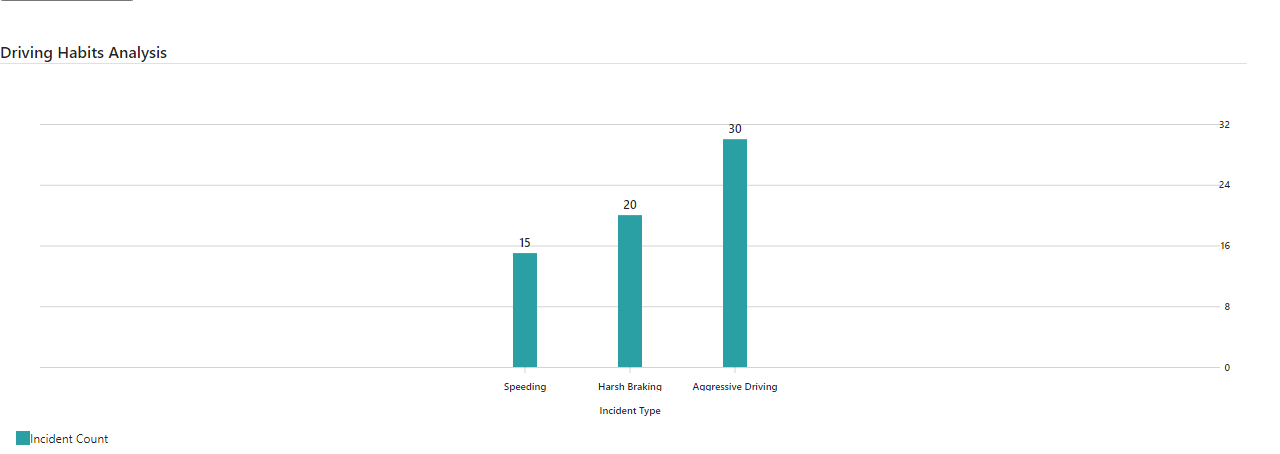 Driving Habits Analysis
32
30
24
20
16
15
8
0
Speeding
Harsh Braking
Aggressive Driving
Incident Type
Incident Count